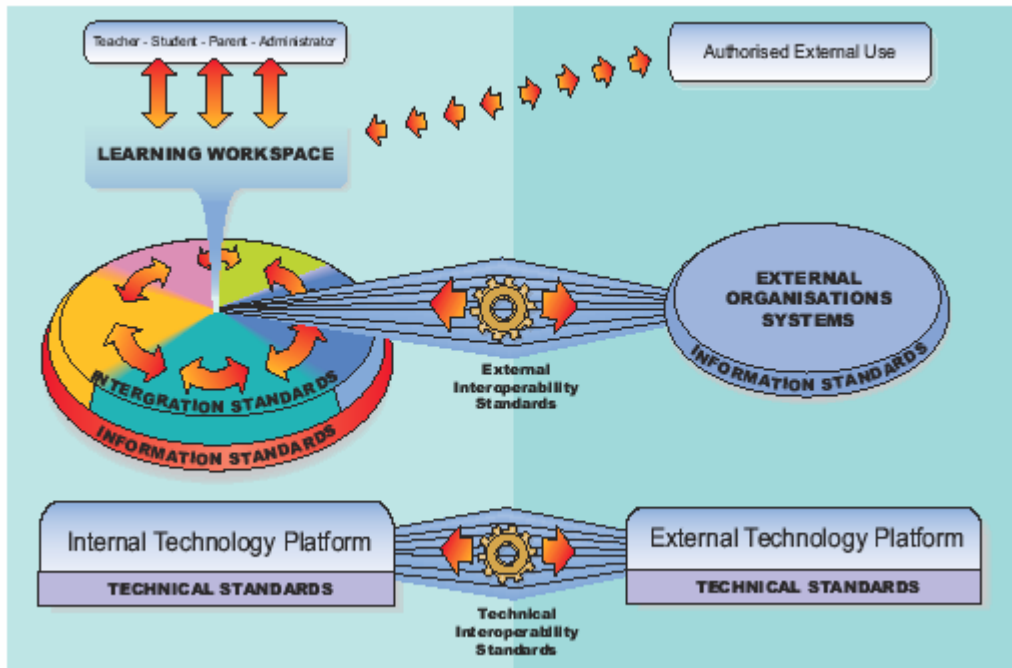 Teacher - Student - Parent - Administrator
Authorised External Use
LEARNING WORKSPACE
EXTERNAL
ORGANISATIONS
SYSTEMS
INFORMATION STANDARDS
INTERGRATION STANDARDS
INFORMATION STANDARDS
External
Interoperability
Standards
Internal Technology Platform
TECHNICAL STANDARDS
External Technology Platform
TECHNICAL STANDARDS
Technical
Interoperability
Standards